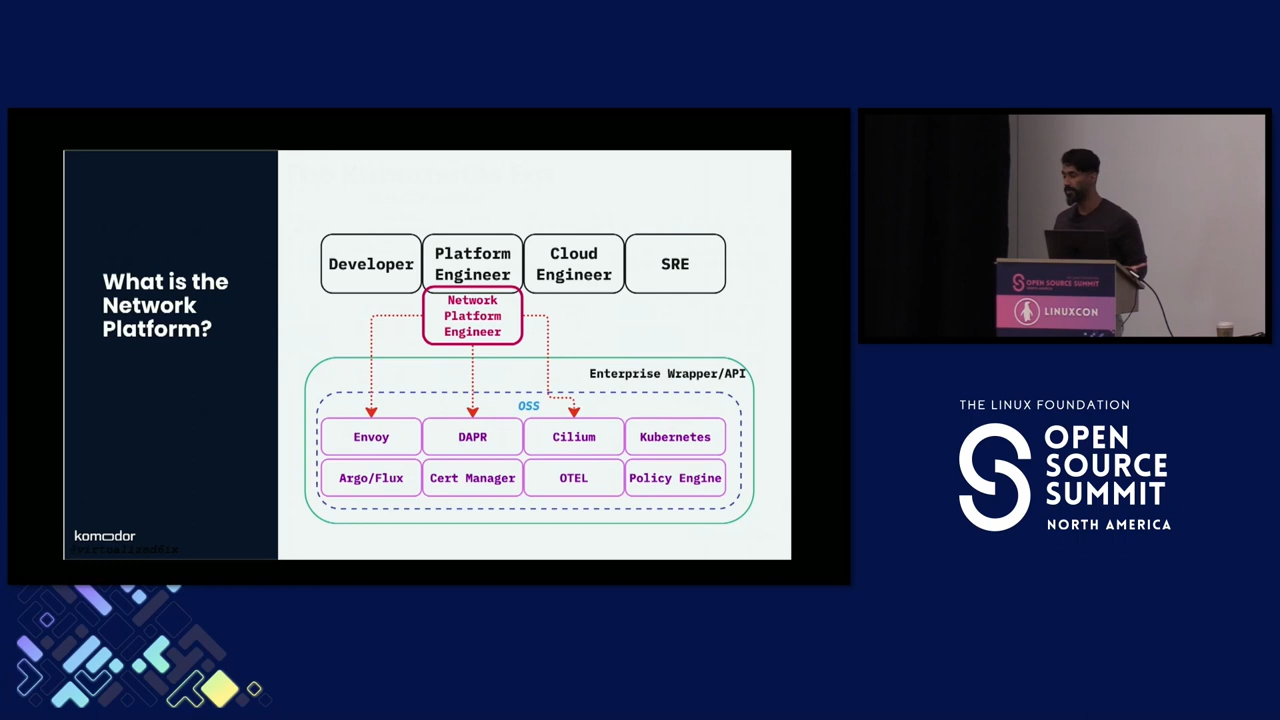 What is the
Network
Platform?
komodor
@virtualized6ix
Developer
Platform
Engineer
Cloud
Engineer
SRE
Network
Platform
Engineer
Enterprise Wrapper/API
OSS
Envoy
DAPR
Cilium
Kubernetes
Argo/Flux
Cert Manager
OTEL
Policy Engine
OPEN SOURCE SUMMIT
LINUXCON
THE LINUX FOUNDATION
OPEN
SOURCE
SUMMIT
NORTH AMERICA